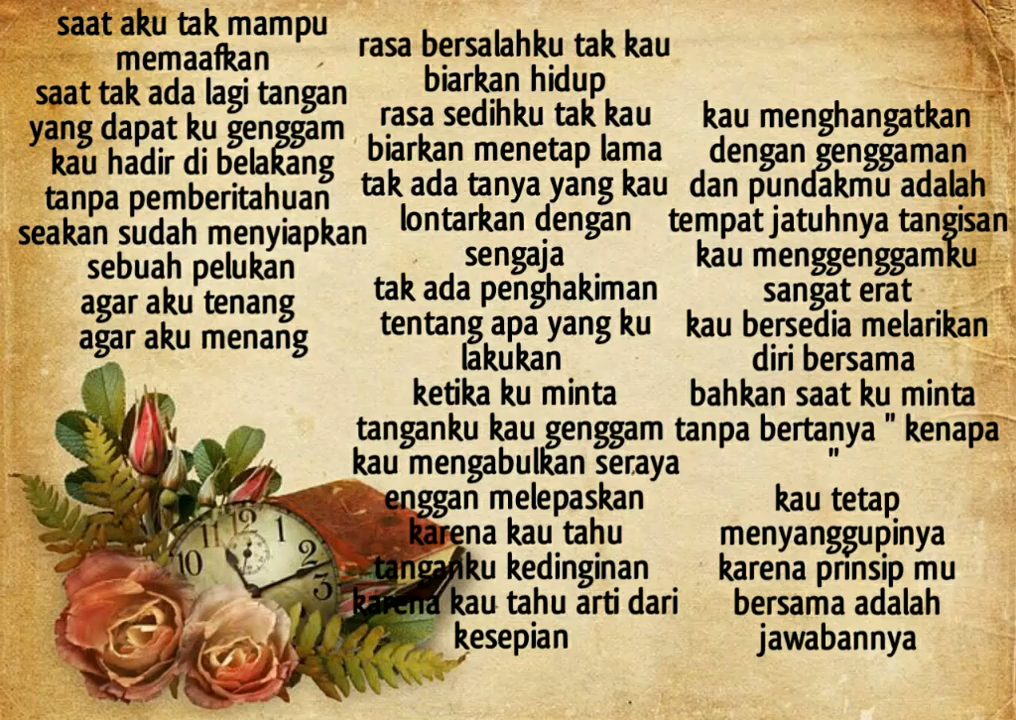 saat aku tak mampu
memaafkan
saat tak ada lagi tangan
yang dapat ku genggam
kau hadir di belakang
tanpa pemberitahuan
seakan sudah menyiapkan
sebuah pelukan
agar aku tenang
agar aku menang
rasa bersalahku tak kau
biarkan hidup
rasa sedihku tak kau
biarkan menetap lama
tak ada tanya yang kau
lontarkan dengan
sengaja
tak ada penghakiman
tentang apa yang ku
lakukan
ketika ku minta
tanganku kau genggam
kau mengabulkan seraya
enggan melepaskan
karena kau tahu
tanganku kedinginan
karena kau tahu arti dari
kesepian
kau menghangatkan
dengan genggaman
dan pundakmu adalah
tempat jatuhnya tangisan
kau menggenggamku
sangat erat
kau bersedia melarikan
diri bersama
bahkan saat ku minta
tanpa bertanya " kenapa
"
kau tetap
menyanggupinya
karena prinsip mu
bersama adalah
jawabannya
10
12
1
2
3